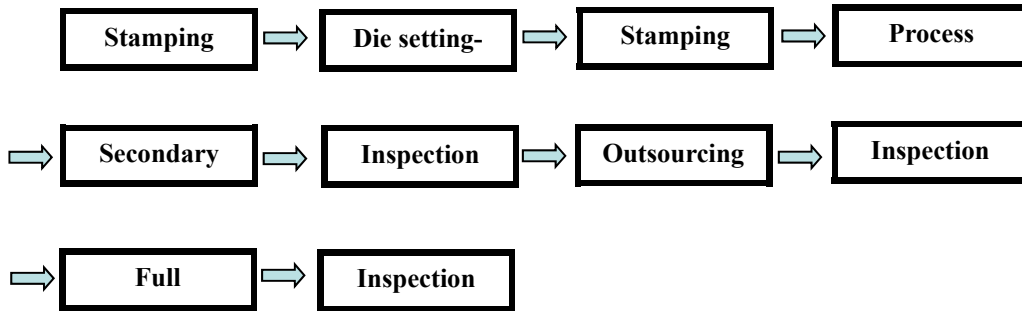 Stamping
Die setting-
Stamping
Process
Secondary
Inspection
Outsourcing
Inspection
Full
Inspection